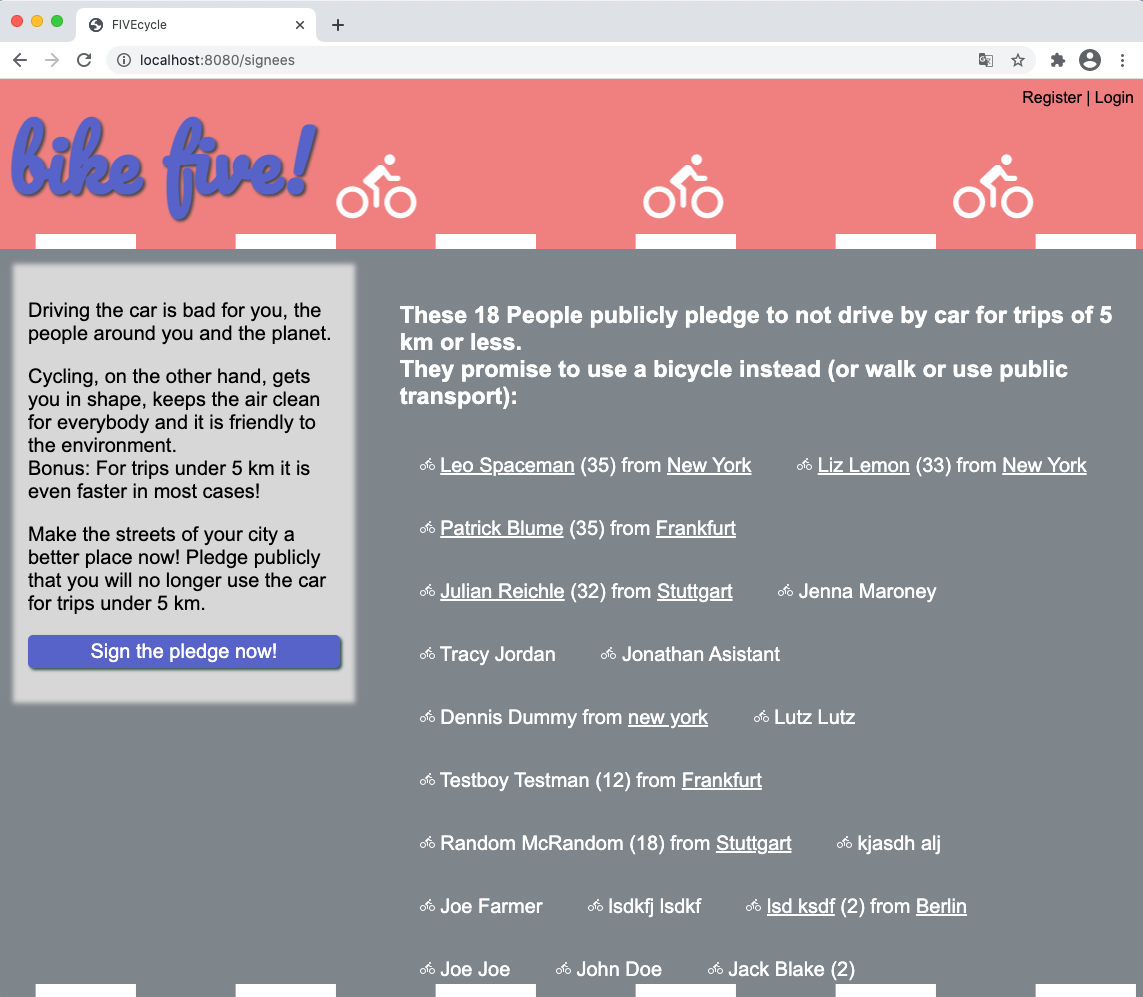 FIVEcycle
localhost:8080/signees
Register | Login
bike five!
Driving the car is bad for you, the
people around you and the planet.
Cycling, on the other hand, gets
you in shape, keeps the air clean
for everybody and it is friendly to
the environment.
Bonus: For trips under 5 km it is
even faster in most cases!
Make the streets of your city a
better place now! Pledge publicly
that you will no longer use the car
for trips under 5 km.
Sign the pledge now!
These 18 People publicly pledge to not drive by car for trips of 5
km or less.
They promise to use a bicycle instead (or walk or use public
transport):
Leo Spaceman (35) from New York Liz Lemon (33) from New York
Patrick Blume (35) from Frankfurt
Julian Reichle (32) from Stuttgart Jenna Maroney
Tracy Jordan Jonathan Asistant
Dennis Dummy from new york Lutz Lutz
Testboy Testman (12) from Frankfurt
Random McRandom (18) from Stuttgart kjasdh alj
Joe Farmer lsdkfj lsdkf lsd ksdf (2) from Berlin
Joe Joe John Doe Jack Blake (2)